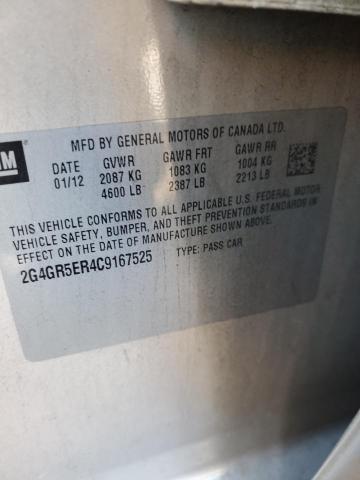 GM
MFD BY GENERAL MOTORS OF CANADA LTD.
DATE GVWR GAWR FRT GAWR RR
01/12 2087 KG 1083 KG 1004 KG
4600 LB 2387 LB 2213 LB
THIS VEHICLE CONFORMS TO ALL APPLICABLE U.S. FEDERAL MOTOR
VEHICLE SAFETY, BUMPER, AND THEFT PREVENTION STANDARDS IN
EFFECT ON THE DATE OF MANUFACTURE SHOWN ABOVE.
2G4GR5ER4C9167525 TYPE: PASS CAR